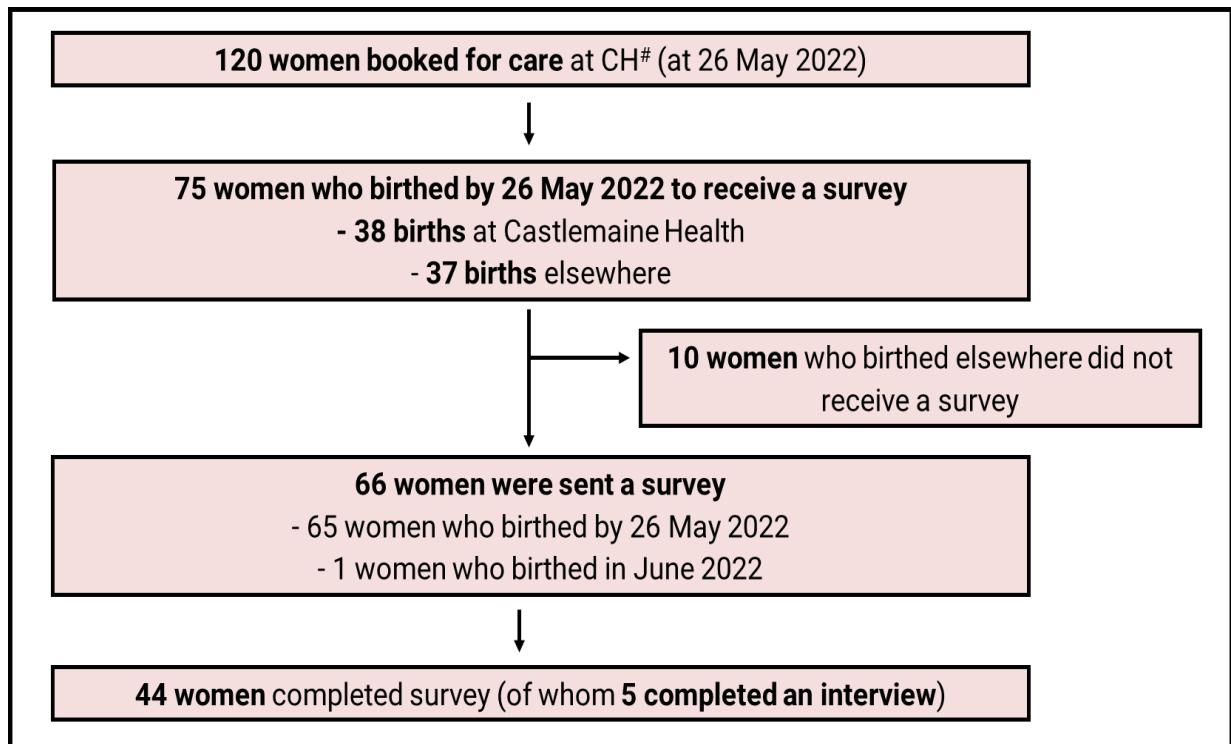 120 women booked for care at CH# (at 26 May 2022)
75 women who birthed by 26 May 2022 to receive a survey
- 38 births at Castlemaine Health
- 37 births elsewhere
10 women who birthed elsewhere did not
receive a survey
66 women were sent a survey
- 65 women who birthed by 26 May 2022
- 1 women who birthed in June 2022
44 women completed survey (of whom 5 completed an interview)